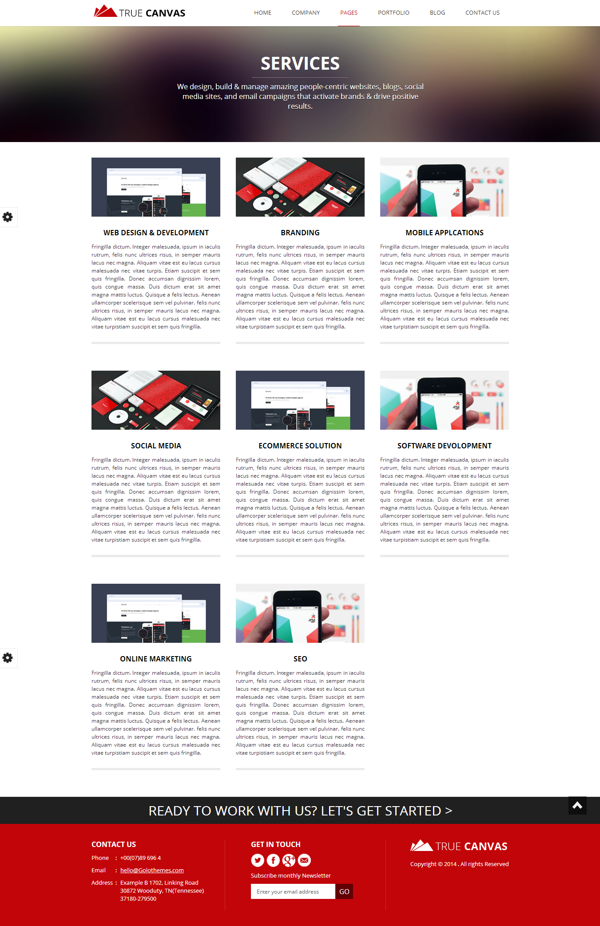 TRUE CANVAS
HOME COMPANY PAGES PORTFOLIO BLOG CONTACT US
SERVICES
We design, build & manage amazing people-centric websites, blogs, social
media sites, and email campaigns that activate brands & drive positive
results.
WEB DESIGN & DEVELOPMENT
Fringilla dictum. Integer malesuada, ipsum in iaculis
rutrum, felis nunc ultrices risus, in semper mauris
lacus nec magna. Aliquam vitae est eu lacus cursus
malesuada nec vitae turpis. Etiam suscipit et sem
quis fringilla. Donec accumsan dignissim lorem,
quis congue massa. Duis dictum erat sit amet
magna mattis luctus. Quisque a felis lectus. Aenean
ullamcorper scelerisque sem vel pulvinar. felis nunc
ultrices risus, in semper mauris lacus nec magna.
Aliquam vitae est eu lacus cursus malesuada nec
vitae turpistiam suscipit et sem quis fringilla.
BRANDING
Fringilla dictum. Integer malesuada, ipsum in iaculis
rutrum, felis nunc ultrices risus, in semper mauris
lacus nec magna. Aliquam vitae est eu lacus cursus
malesuada nec vitae turpis. Etiam suscipit et sem
quis fringilla. Donec accumsan dignissim lorem,
quis congue massa. Duis dictum erat sit amet
magna mattis luctus. Quisque a felis lectus. Aenean
ullamcorper scelerisque sem vel pulvinar. felis nunc
ultrices risus, in semper mauris lacus nec magna.
Aliquam vitae est eu lacus cursus malesuada nec
vitae turpistiam suscipit et sem quis fringilla.
MOBILE APPLCATIONS
Fringilla dictum. Integer malesuada, ipsum in iaculis
rutrum, felis nunc ultrices risus, in semper mauris
lacus nec magna. Aliquam vitae est eu lacus cursus
malesuada nec vitae turpis. Etiam suscipit et sem
quis fringilla. Donec accumsan dignissim lorem,
quis congue massa. Duis dictum erat sit amet
magna mattis luctus. Quisque a felis lectus. Aenean
ullamcorper scelerisque sem vel pulvinar. felis nunc
ultrices risus, in semper mauris lacus nec magna.
Aliquam vitae est eu lacus cursus malesuada nec
vitae turpistiam suscipit et sem quis fringilla.
SOCIAL MEDIA
Fringilla dictum. Integer malesuada, ipsum in iaculis
rutrum, felis nunc ultrices risus, in semper mauris
lacus nec magna. Aliquam vitae est eu lacus cursus
malesuada nec vitae turpis. Etiam suscipit et sem
quis fringilla. Donec accumsan dignissim lorem,
quis congue massa. Duis dictum erat sit amet
magna mattis luctus. Quisque a felis lectus. Aenean
ullamcorper scelerisque sem vel pulvinar. felis nunc
ultrices risus, in semper mauris lacus nec magna.
Aliquam vitae est eu lacus cursus malesuada nec
vitae turpistiam suscipit et sem quis fringilla.
ECOMMERCE SOLUTION
Fringilla dictum. Integer malesuada, ipsum in iaculis
rutrum, felis nunc ultrices risus, in semper mauris
lacus nec magna. Aliquam vitae est eu lacus cursus
malesuada nec vitae turpis. Etiam suscipit et sem
quis fringilla. Donec accumsan dignissim lorem,
quis congue massa. Duis dictum erat sit amet
magna mattis luctus. Quisque a felis lectus. Aenean
ullamcorper scelerisque sem vel pulvinar. felis nunc
ultrices risus, in semper mauris lacus nec magna.
Aliquam vitae est eu lacus cursus malesuada nec
vitae turpistiam suscipit et sem quis fringilla.
SOFTWARE DEVOLOPMENT
Fringilla dictum. Integer malesuada, ipsum in iaculis
rutrum, felis nunc ultrices risus, in semper mauris
lacus nec magna. Aliquam vitae est eu lacus cursus
malesuada nec vitae turpis. Etiam suscipit et sem
quis fringilla. Donec accumsan dignissim lorem,
quis congue massa. Duis dictum erat sit amet
magna mattis luctus. Quisque a felis lectus. Aenean
ullamcorper scelerisque sem vel pulvinar. felis nunc
ultrices risus, in semper mauris lacus nec magna.
Aliquam vitae est eu lacus cursus malesuada nec
vitae turpistiam suscipit et sem quis fringilla.
ONLINE MARKETING
Fringilla dictum. Integer malesuada, ipsum in iaculis
rutrum, felis nunc ultrices risus, in semper mauris
lacus nec magna. Aliquam vitae est eu lacus cursus
malesuada nec vitae turpis. Etiam suscipit et sem
quis fringilla. Donec accumsan dignissim lorem,
quis congue massa. Duis dictum erat sit amet
magna mattis luctus. Quisque a felis lectus. Aenean
ullamcorper scelerisque sem vel pulvinar. felis nunc
ultrices risus, in semper mauris lacus nec magna.
Aliquam vitae est eu lacus cursus malesuada nec
vitae turpistiam suscipit et sem quis fringilla.
SEO
Fringilla dictum. Integer malesuada, ipsum in iaculis
rutrum, felis nunc ultrices risus, in semper mauris
lacus nec magna. Aliquam vitae est eu lacus cursus
malesuada nec vitae turpis. Etiam suscipit et sem
quis fringilla. Donec accumsan dignissim lorem,
quis congue massa. Duis dictum erat sit amet
magna mattis luctus. Quisque a felis lectus. Aenean
ullamcorper scelerisque sem vel pulvinar. felis nunc
ultrices risus, in semper mauris lacus nec magna.
Aliquam vitae est eu lacus cursus malesuada nec
vitae turpistiam suscipit et sem quis fringilla.
READY TO WORK WITH US? LET'S GET STARTED >
CONTACT US
Phone : +00(07)89 696 4
Email : hello@Golothemes.com
Address : Example B 1702, Linking Road
30872 Wooduty, TN(Tennessee)
37180-279500
GET IN TOUCH
Subscribe monthly Newsletter
Enter your email address GO
TRUE CANVAS
Copyright © 2014 . All rights Reserved